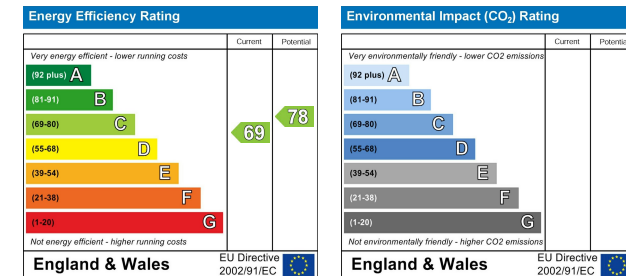 Energy Efficiency Rating
Current Potential
Very energy efficient - lower running costs
(92 plus) A
(81-91) B
(69-80) C
(55-68) D
(39-54) E
(21-38) F
(1-20) G
69
78
Not energy efficient - higher running costs
England & Wales
EU Directive
2002/91/EC
Environmental Impact (CO₂) Rating
Current Potential
Very environmentally friendly - lower CO2 emissions
(92 plus) A
(81-91) B
(69-80) C
(55-68) D
(39-54) E
(21-38) F
(1-20) G
Not environmentally friendly - higher CO2 emissions
England & Wales
EU Directive
2002/91/EC